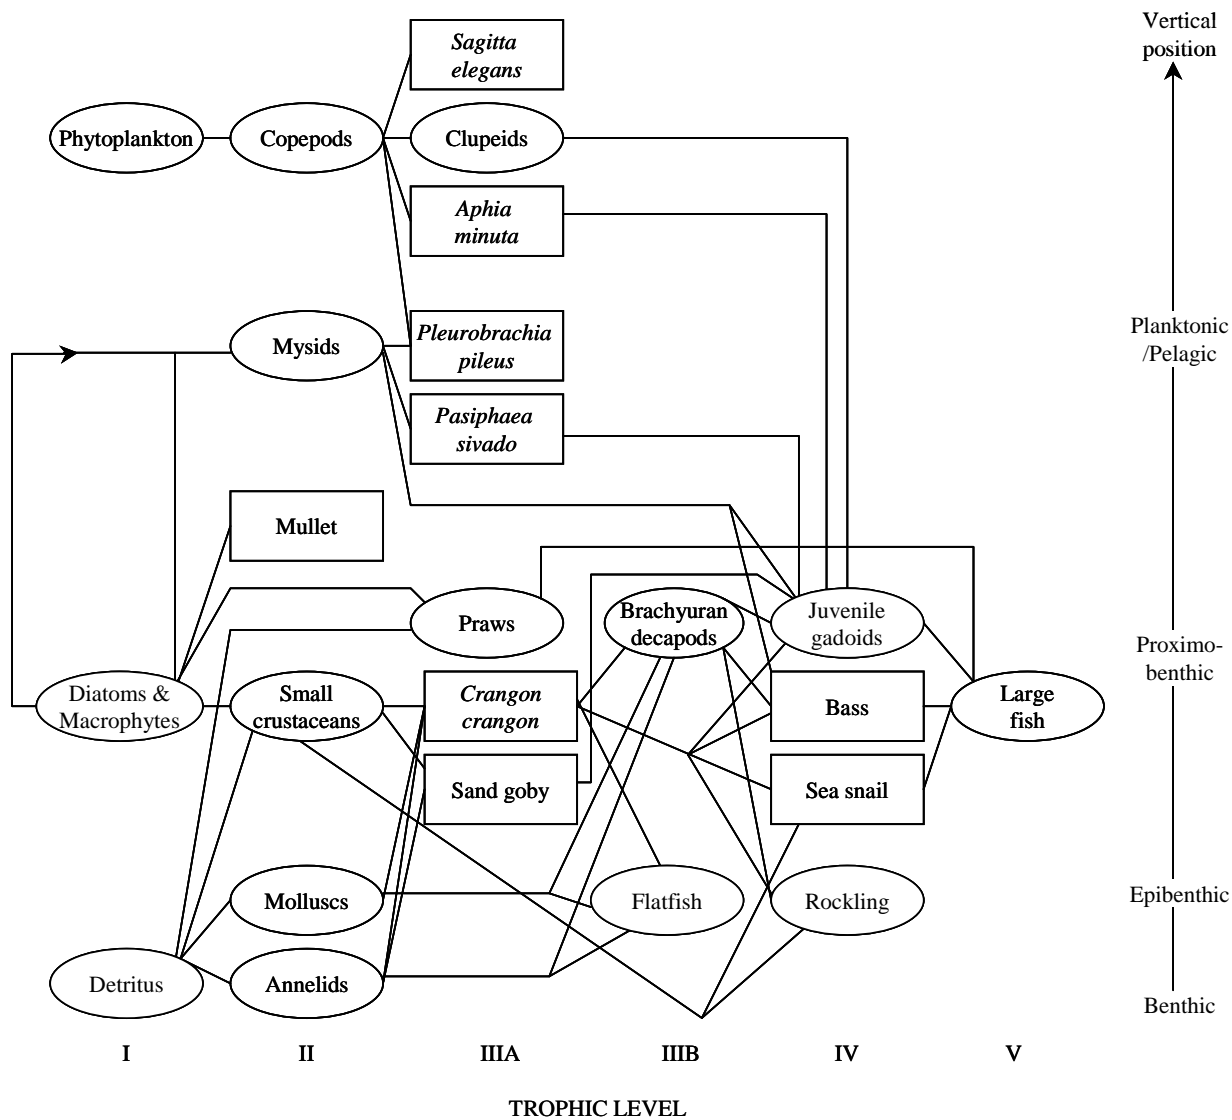 Vertical
position
Sagitta
elegans
Phytoplankton
Copepods
Clupeids
Aphia
minuta
Mysids
Pleurobrachia
pileus
Planktonic
/Pelagic
Pasiphaea
sivado
Mullet
Praws
Brachyuran
decapods
Juvenile
gadoids
Proximo-
benthic
Diatoms &
Macrophytes
Small
crustaceans
Crangon
crangon
Bass
Large
fish
Sand goby
Sea snail
Molluscs
Flatfish
Rockling
Epibenthic
Detritus
Annelids
Benthic
I
II
IIIA
IIIB
IV
V
TROPHIC LEVEL